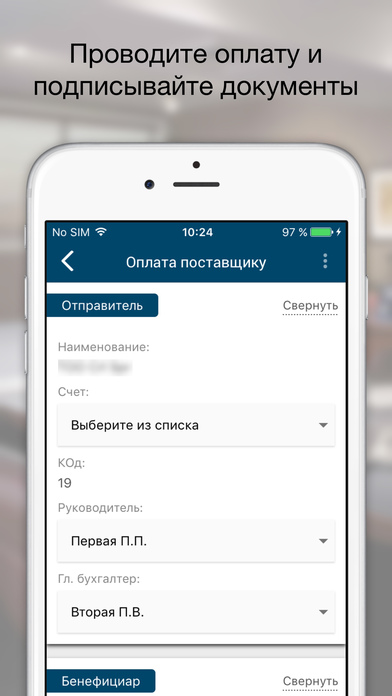 Проводите оплату и
подписывайте документы
No SIM 10:24 97 %
Оплата поставщику
Отправитель Свернуть
Наименование:
Счет:
Выберите из списка
КОд:
19
Руководитель:
Первая П.П.
Гл. бухгалтер:
Вторая П.В.
Бенефициар Свернуть